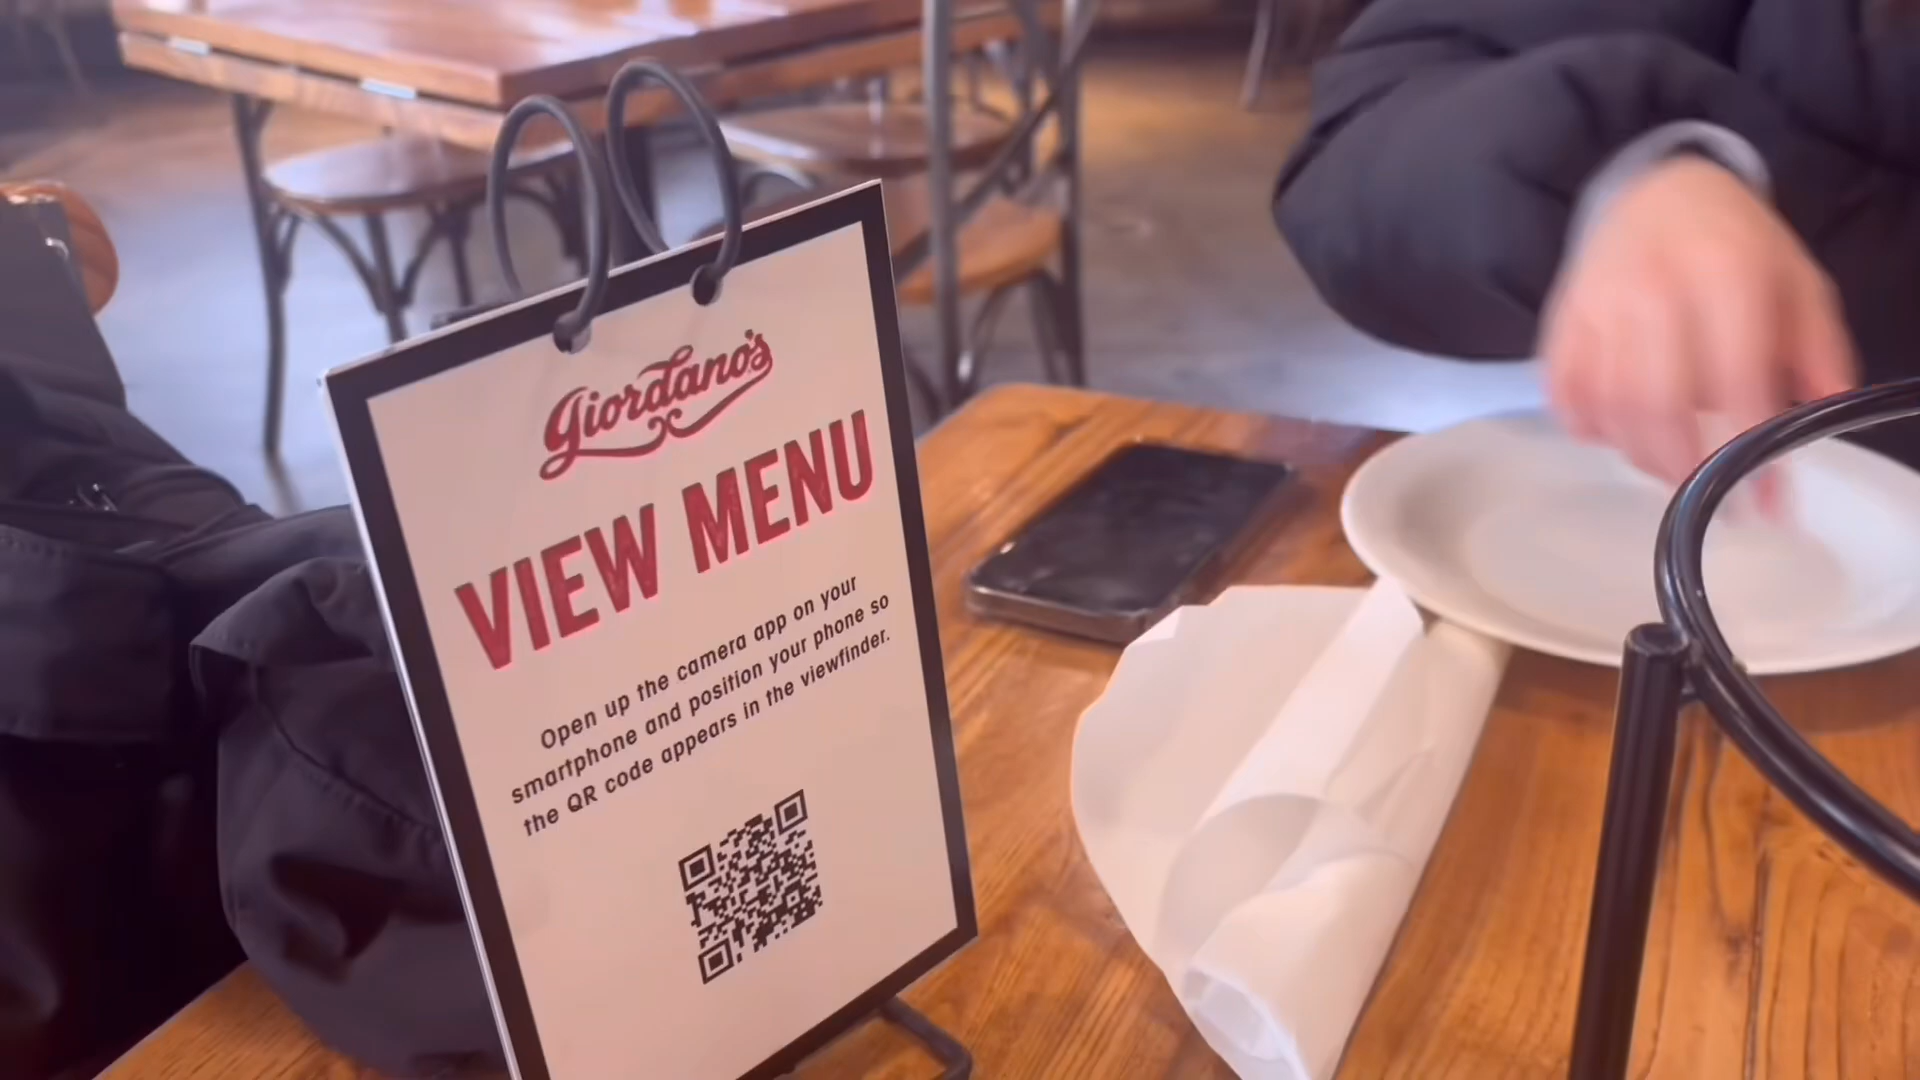 Giordano's
VIEW MENU
Open up the camera app on your
smartphone and position your phone so
the QR code appears in the viewfinder.